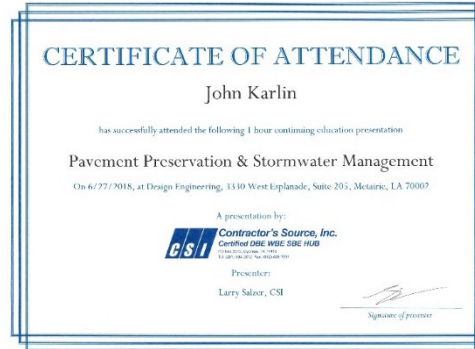 CERTIFICATE OF ATTENDANCE
John Karlin
has successfully attended the following 1 hour continuing education presentation
Pavement Preservation & Stormwater Management
On 6/27/2018, at Design Engineering, 3330 West Esplanade, Suite 205, Metairie, LA 70002
A presentation by:
CSI
Contractor's Source, Inc.
Certified DBE WBE SBE HUB
Presenter:
Larry Salzer, CSI
Signature of presenter